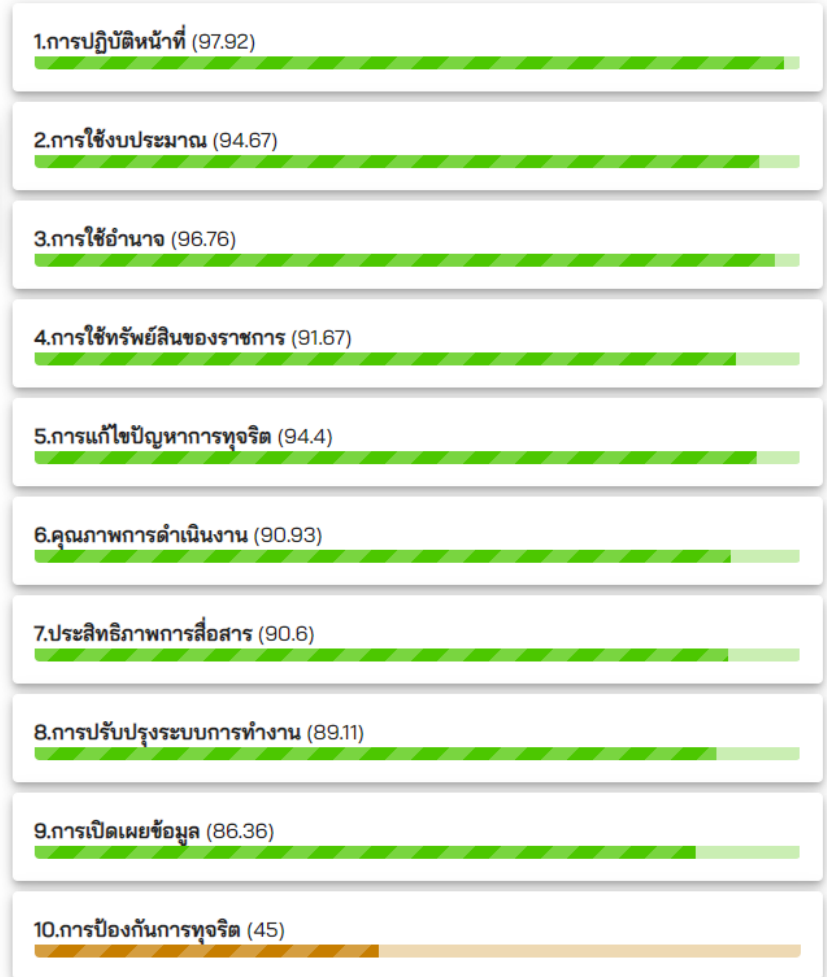 1.การปฏิบัติหน้าที่ (97.92)
2.การใช้งบประมาณ (94.67)
3.การใช้อำนาจ (96.76)
4.การใช้ทรัพย์สินของราชการ (91.67)
5.การแก้ไขปัญหาการทุจริต (94.4)
6.คุณภาพการดำเนินงาน (90.93)
7.ประสิทธิภาพการสื่อสาร (90.6)
8.การปรับปรุงระบบการทำงาน (89.11)
9.การเปิดเผยข้อมูล (86.36)
10.การป้องกันการทุจริต (45)